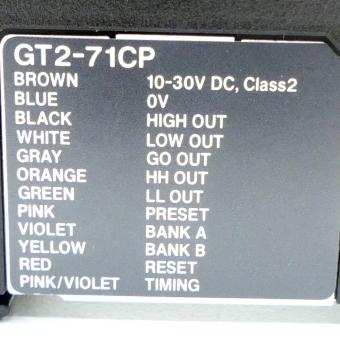 GT2-71CP
BROWN 10-30V DC, Class2
BLUE 0V
BLACK HIGH OUT
WHITE LOW OUT
GRAY GO OUT
ORANGE HH OUT
GREEN LL OUT
PINK PRESET
VIOLET BANK A
YELLOW BANK B
RED RESET
PINK/VIOLET TIMING